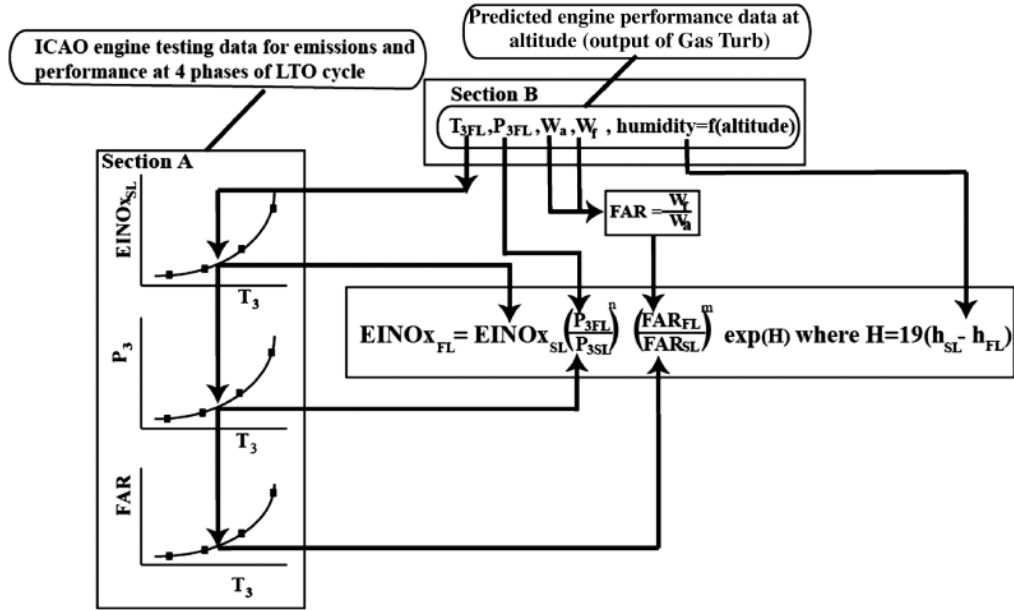 ICAO engine testing data for emissions and
performance at 4 phases of LTO cycle
Predicted engine performance data at
altitude (output of Gas Turb)
Section B
T3FL,P3FL,Wa,Wf , humidity=f(altitude)
Section A
EINOxSL
T3
P3
T3
FAR
T3
FAR = Wf/Wa
EINOxFL= EINOxSL(P3FL/P3SL)^n (FARFL/FARSL)^m exp(H) where H=19(hSL- hFL)